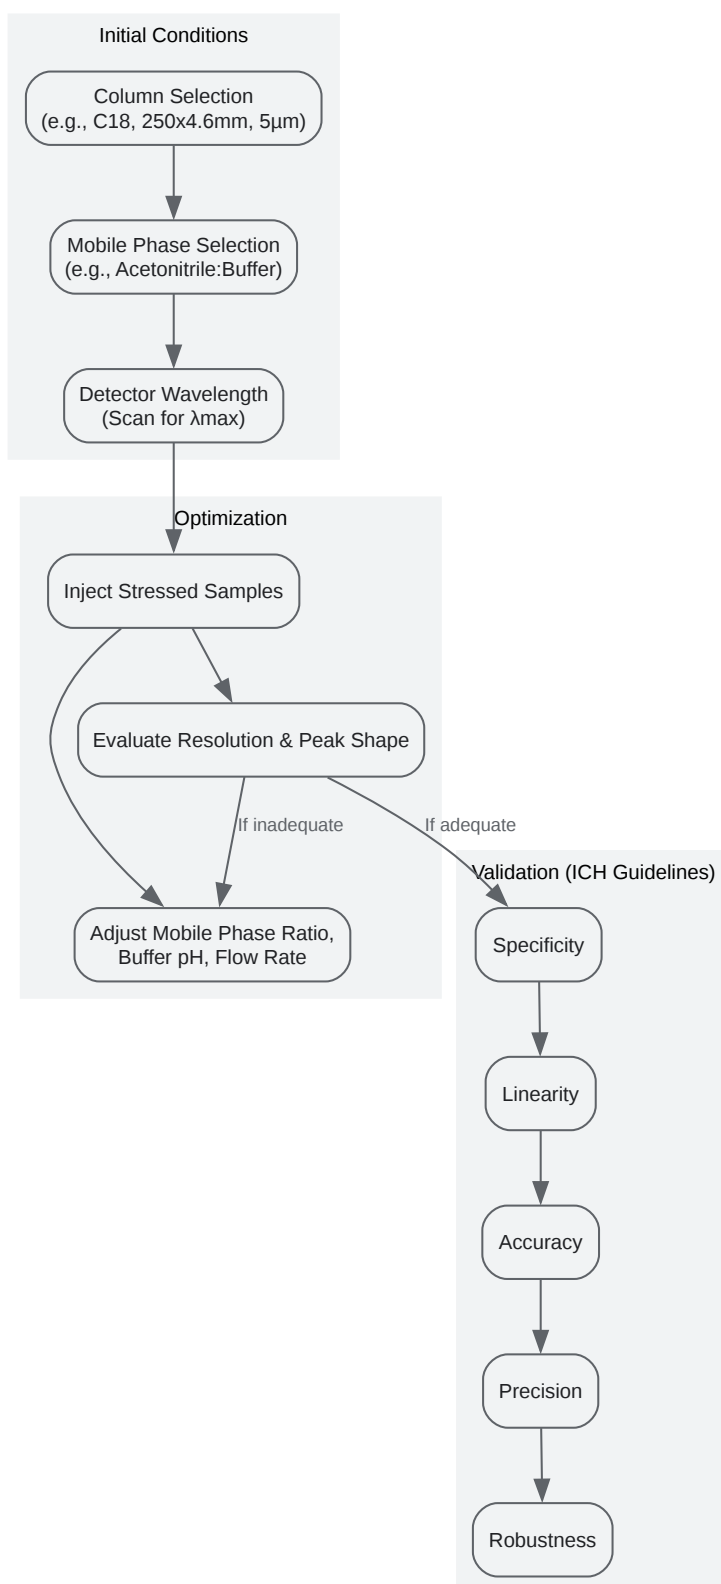 Initial Conditions
Column Selection
(e.g., C18, 250x4.6mm, 5µm)
Mobile Phase Selection
(e.g., Acetonitrile:Buffer)
Detector Wavelength
(Scan for λmax)
Optimization
Inject Stressed Samples
Evaluate Resolution & Peak Shape
If inadequate
If adequate
Adjust Mobile Phase Ratio,
Buffer pH, Flow Rate
Validation (ICH Guidelines)
Specificity
Linearity
Accuracy
Precision
Robustness